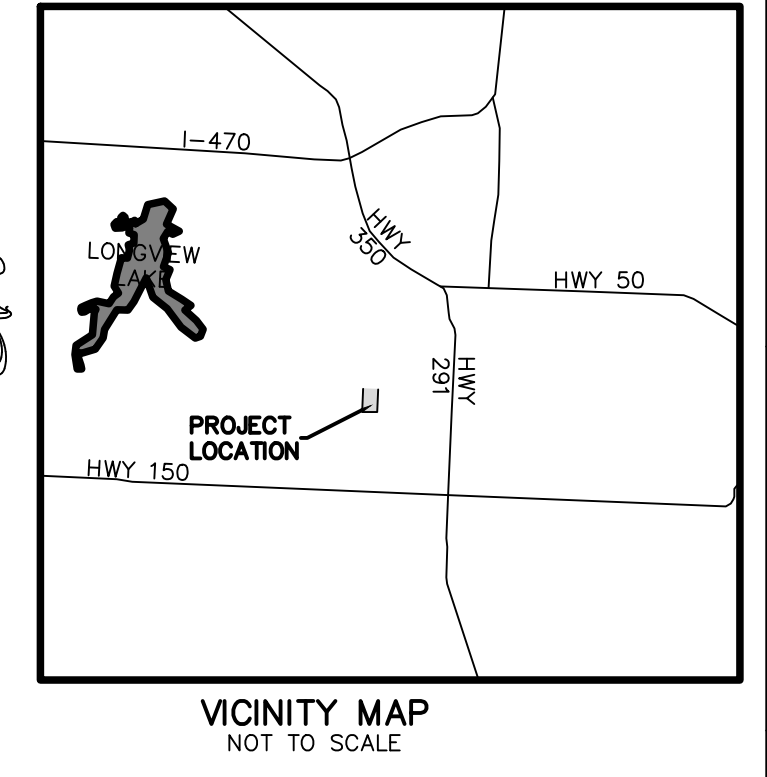 I-470
HWY
350
LONGVIEW
LAKE
HWY 50
HWY
291
PROJECT
LOCATION
HWY 150
VICINITY MAP
NOT TO SCALE